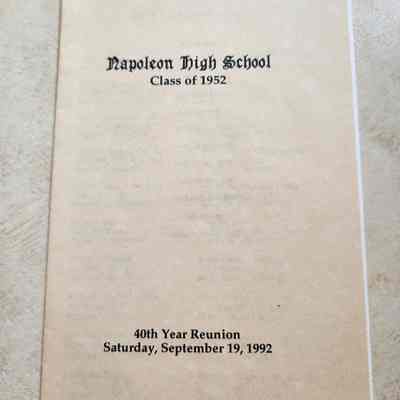 Napoleon High School
Class of 1952
40th Year Reunion
Saturday, September 19, 1992